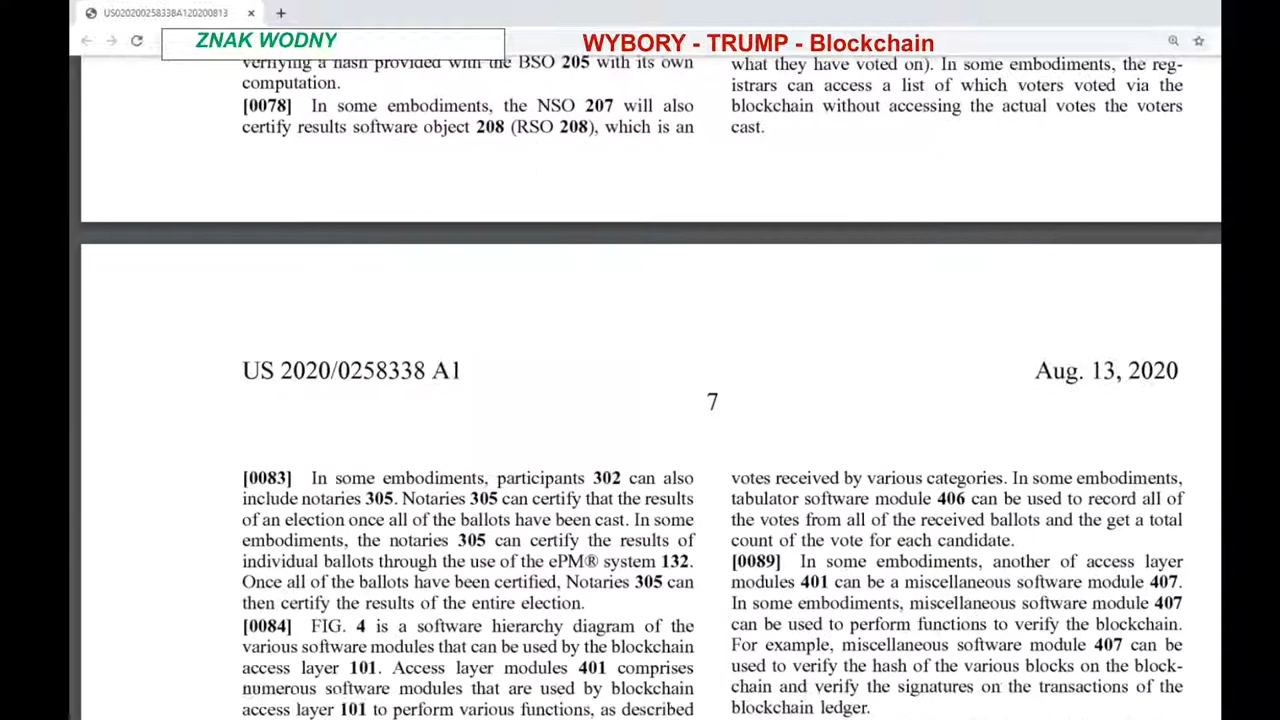 US020200258338A120200813
ZNAK WODNY
WYBORY - TRUMP - Blockchain
verifying a hash provided with the BSO 205 with its own
computation.
[0078] In some embodiments, the NSO 207 will also
certify results software object 208 (RSO 208), which is an
what they have voted on). In some embodiments, the reg-
istrars can access a list of which voters voted via the
blockchain without accessing the actual votes the voters
cast.
US 2020/0258338 A1
Aug. 13, 2020
7
[0083] In some embodiments, participants 302 can also
include notaries 305. Notaries 305 can certify that the results
of an election once all of the ballots have been cast. In some
embodiments, the notaries 305 can certify the results of
individual ballots through the use of the ePM® system 132.
Once all of the ballots have been certified, Notaries 305 can
then certify the results of the entire election.
[0084] FIG. 4 is a software hierarchy diagram of the
various software modules that can be used by the blockchain
access layer 101. Access layer modules 401 comprises
numerous software modules that are used by blockchain
access layer 101 to perform various functions, as described
votes received by various categories. In some embodiments,
tabulator software module 406 can be used to record all of
the votes from all of the received ballots and the get a total
count of the vote for each candidate.
[0089] In some embodiments, another of access layer
modules 401 can be a miscellaneous software module 407.
In some embodiments, miscellaneous software module 407
can be used to perform functions to verify the blockchain.
For example, miscellaneous software module 407 can be
used to verify the hash of the various blocks on the block-
chain and verify the signatures on the transactions of the
blockchain ledger.